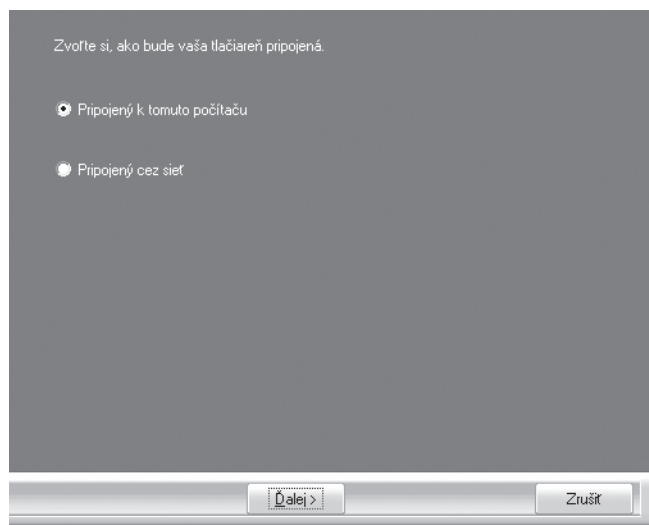 Zvoľte si, ako bude vaša tlačiareň pripojená.
Pripojený k tomuto počítaču
Pripojený cez sieť
Ďalej >
Zrušiť